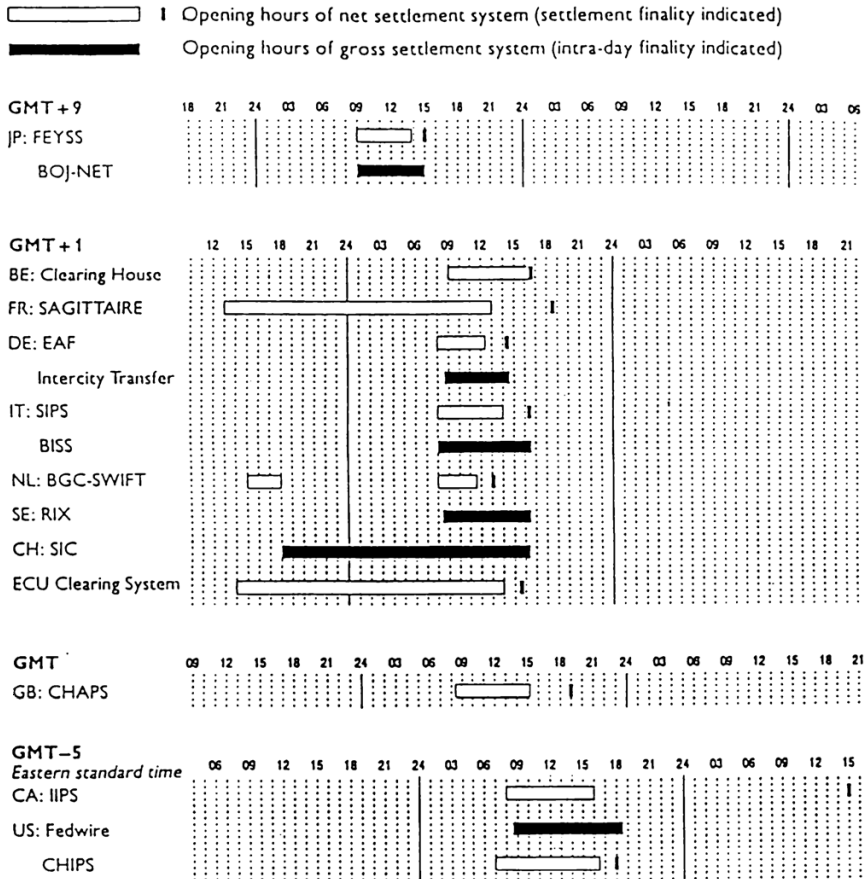 Opening hours of net settlement system (settlement finality indicated)
Opening hours of gross settlement system (intra-day finality indicated)
GMT+9 18 21 24 03 06 09 12 15 18 21 24 03 06 09 12 15 18 21 24 03 06
JP: FEYSS
BOJ-NET
GMT+1 12 15 18 21 24 03 06 09 12 15 18 21 24 03 06 09 12 15 18 21
BE: Clearing House
FR: SAGITTAIRE
DE: EAF
Intercity Transfer
IT: SIPS
BISS
NL: BGC-SWIFT
SE: RIX
CH: SIC
ECU Clearing System
GMT 09 12 15 18 21 24 03 06 09 12 15 18 21 24 03 06 09 12 15 18 21
GB: CHAPS
GMT–5 06 09 12 15 18 21 24 03 06 09 12 15 18 21 24 03 06 09 12 15
Eastern standard time
CA: IIPS
US: Fedwire
CHIPS